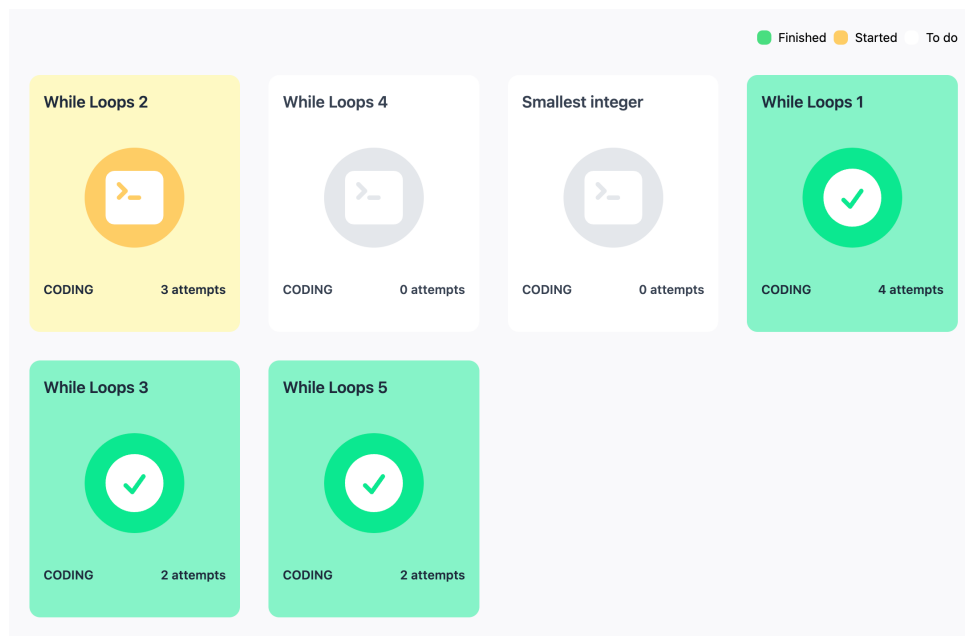 Finished Started To do
While Loops 2
CODING 3 attempts
While Loops 4
CODING 0 attempts
Smallest integer
CODING 0 attempts
While Loops 1
CODING 4 attempts
While Loops 3
CODING 2 attempts
While Loops 5
CODING 2 attempts